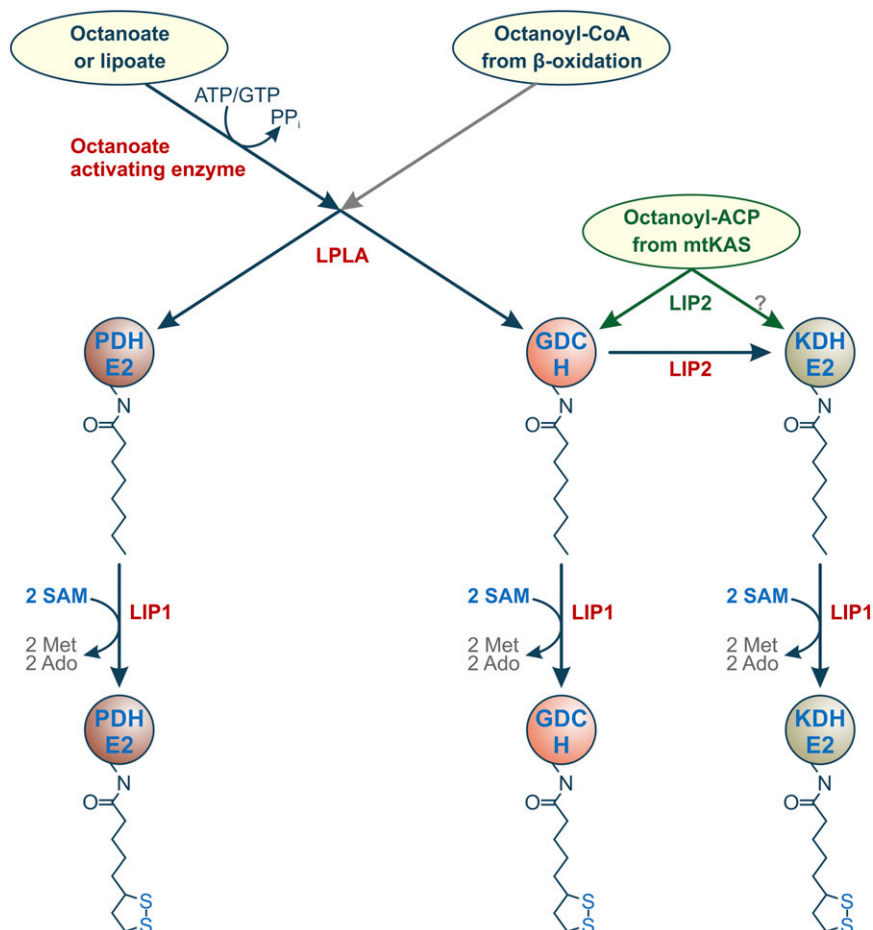 Octanoate
or lipoate
Octanoyl-CoA
from β-oxidation
ATP/GTP
PPi
Octanoate
activating enzyme
Octanoyl-ACP
from mtKAS
LPLA
LIP2
?
PDH
E2
GDC
H
KDH
E2
LIP2
N
O
N
O
N
O
2 SAM
LIP1
2 Met
2 Ado
2 SAM
LIP1
2 Met
2 Ado
2 SAM
LIP1
2 Met
2 Ado
PDH
E2
GDC
H
KDH
E2
N
O
N
O
N
O
S
S
S
S
S
S